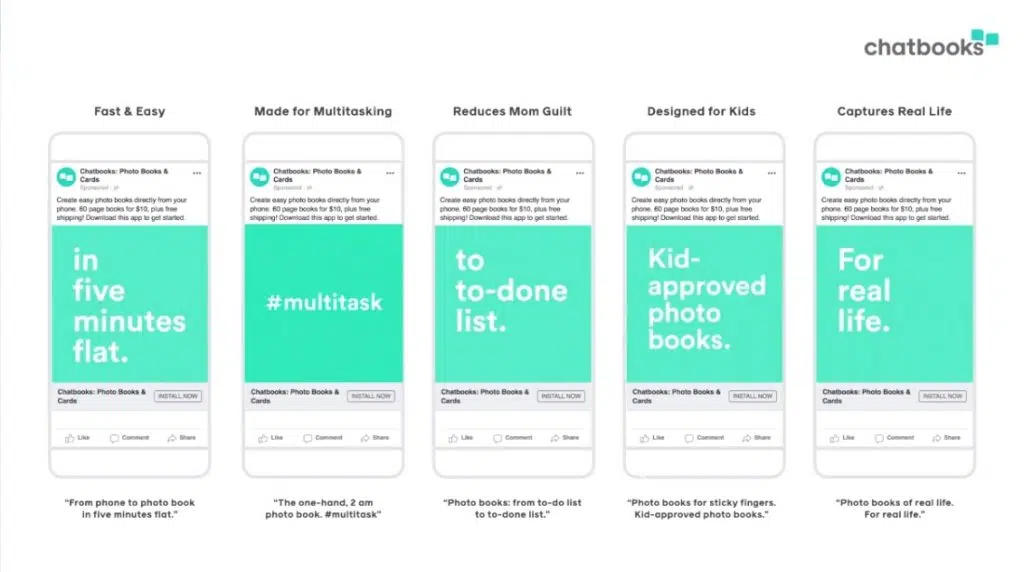 chatbooks
Fast & Easy
Made for Multitasking
Reduces Mom Guilt
Designed for Kids
Captures Real Life
Chatbooks: Photo Books &
Cards
Sponsored ·
Create easy photo books directly from your
phone. 60 page books for $10, plus free
shipping! Download this app to get started.
in
five
minutes
flat.
Chatbooks: Photo Books &
Cards
INSTALL NOW
Like
Comment
Share
"From phone to photo book
in five minutes flat."
Chatbooks: Photo Books &
Cards
Sponsored ·
Create easy photo books directly from your
phone. 60 page books for $10, plus free
shipping! Download this app to get started.
#multitask
Chatbooks: Photo Books &
Cards
INSTALL NOW
Like
Comment
Share
"The one-hand, 2 am
photo book. #multitask"
Chatbooks: Photo Books &
Cards
Sponsored ·
Create easy photo books directly from your
phone. 60 page books for $10, plus free
shipping! Download this app to get started.
to
to-done
list.
Chatbooks: Photo Books &
Cards
INSTALL NOW
Like
Comment
Share
"Photo books: from to-do list
to to-done list."
Chatbooks: Photo Books &
Cards
Sponsored ·
Create easy photo books directly from your
phone. 60 page books for $10, plus free
shipping! Download this app to get started.
Kid-
approved
photo
books.
Chatbooks: Photo Books &
Cards
INSTALL NOW
Like
Comment
Share
"Photo books for sticky fingers.
Kid-approved photo books."
Chatbooks: Photo Books &
Cards
Sponsored ·
Create easy photo books directly from your
phone. 60 page books for $10, plus free
shipping! Download this app to get started.
For
real
life.
Chatbooks: Photo Books &
Cards
INSTALL NOW
Like
Comment
Share
"Photo books of real life.
For real life."